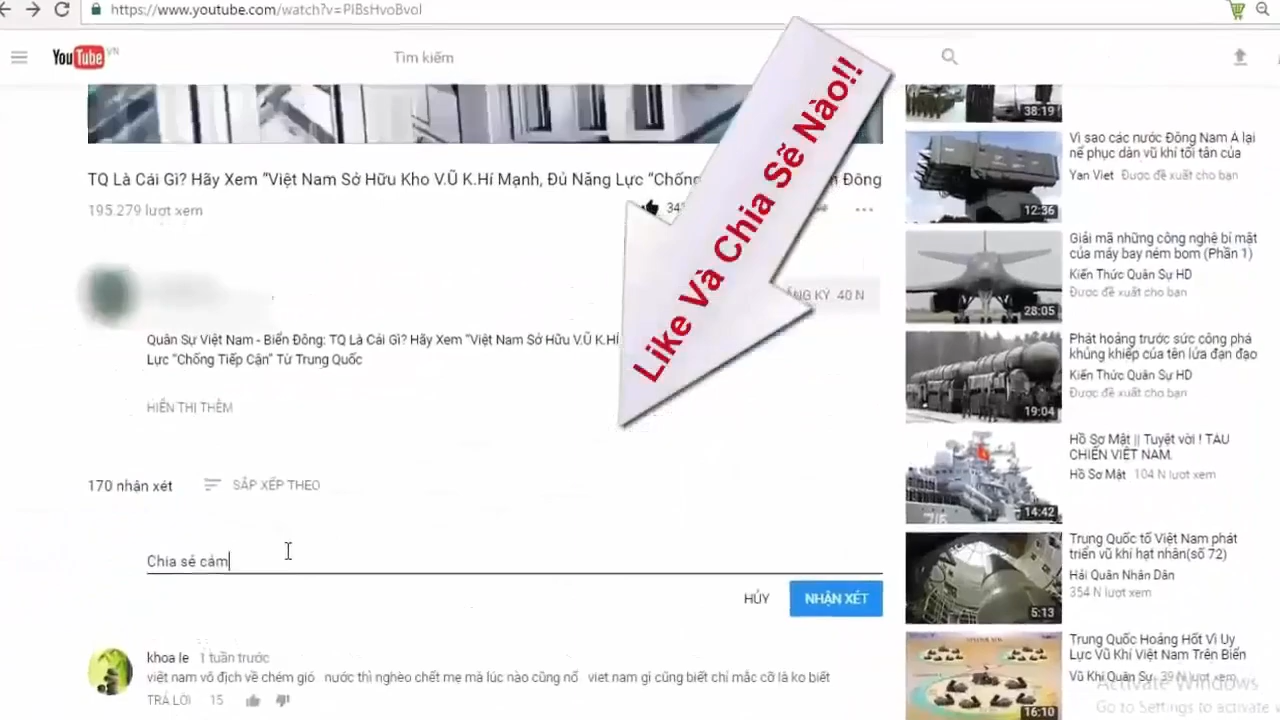 https://www.youtube.com/watch?v=PIBsHvoBvoI
YouTube VN
Tìm kiếm
TQ Là Cái Gì? Hãy Xem "Việt Nam Sở Hữu Kho V.Ũ K.Hí Mạnh, Đủ Năng Lực "Chống
Đông
195.279 lượt xem
Like Và Chia Sẽ Nào!!
ĂNG KÝ 40 N
Quân Sự Việt Nam - Biển Đông: TQ Là Cái Gì? Hãy Xem "Việt Nam Sở Hữu V.Ũ K.Hí
Lực "Chống Tiếp Cận" Từ Trung Quốc
HIỂN THỊ THÊM
170 nhận xét
SẮP XẾP THEO
Chia sẻ cảm
HỦY
NHẬN XÉT
khoa le 1 tuần trước
việt nam vô địch về chém gió nước thì nghèo chết mẹ mà lúc nào cũng nổ viet nam gì cũng biết chỉ mắc cỡ là ko biết
TRẢ LỜI 15
38:19
Vì sao các nước Đông Nam Á lại
nể phục dàn vũ khí tối tân của
Yan Viet Được đề xuất cho bạn
12:36
Giải mã những công nghệ bí mật
của máy bay ném bom (Phần 1)
Kiến Thức Quân Sự HD
Được đề xuất cho bạn
28:05
Phát hoảng trước sức công phá
khủng khiếp của tên lửa đạn đạo
Kiến Thức Quân Sự HD
Được đề xuất cho bạn
19:04
Hồ Sơ Mật || Tuyệt vời ! TÀU
CHIẾN VIỆT NAM.
Hồ Sơ Mật 104 N lượt xem
14:42
Trung Quốc tố Việt Nam phát
triển vũ khí hạt nhân(số 72)
Hải Quân Nhân Dân
354 N lượt xem
5:13
Trung Quốc Hoảng Hốt Vì Uy
Lực Vũ Khí Việt Nam Trên Biển
Vũ Khí Quân Sự 39 N lượt xem
16:10
Activate Windows
Go to Settings to activate